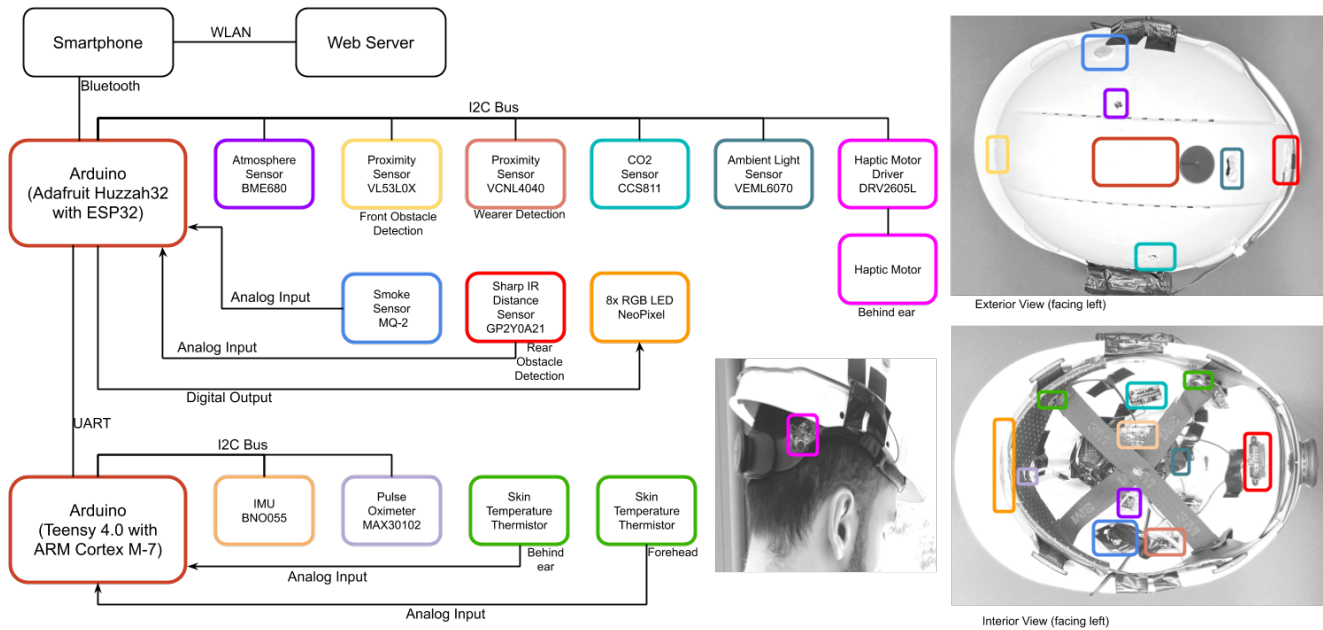 Smartphone
WLAN
Web Server
Bluetooth
I2C Bus
Arduino
(Adafruit Huzzah32
with ESP32)
Atmosphere
Sensor
BME680
Proximity
Sensor
VL53L0X
Front Obstacle
Detection
Proximity
Sensor
VCNL4040
Wearer Detection
CO2
Sensor
CCS811
Ambient Light
Sensor
VEML6070
Haptic Motor
Driver
DRV2605L
Haptic Motor
Behind ear
Analog Input
Smoke
Sensor
MQ-2
Sharp IR
Distance
Sensor
GP2Y0A21
Rear
Obstacle
Detection
8x RGB LED
NeoPixel
Analog Input
Digital Output
UART
I2C Bus
Arduino
(Teensy 4.0 with
ARM Cortex M-7)
IMU
BNO055
Pulse
Oximeter
MAX30102
Skin
Temperature
Thermistor
Behind
ear
Skin
Temperature
Thermistor
Forehead
Analog Input
Analog Input
Exterior View (facing left)
Interior View (facing left)